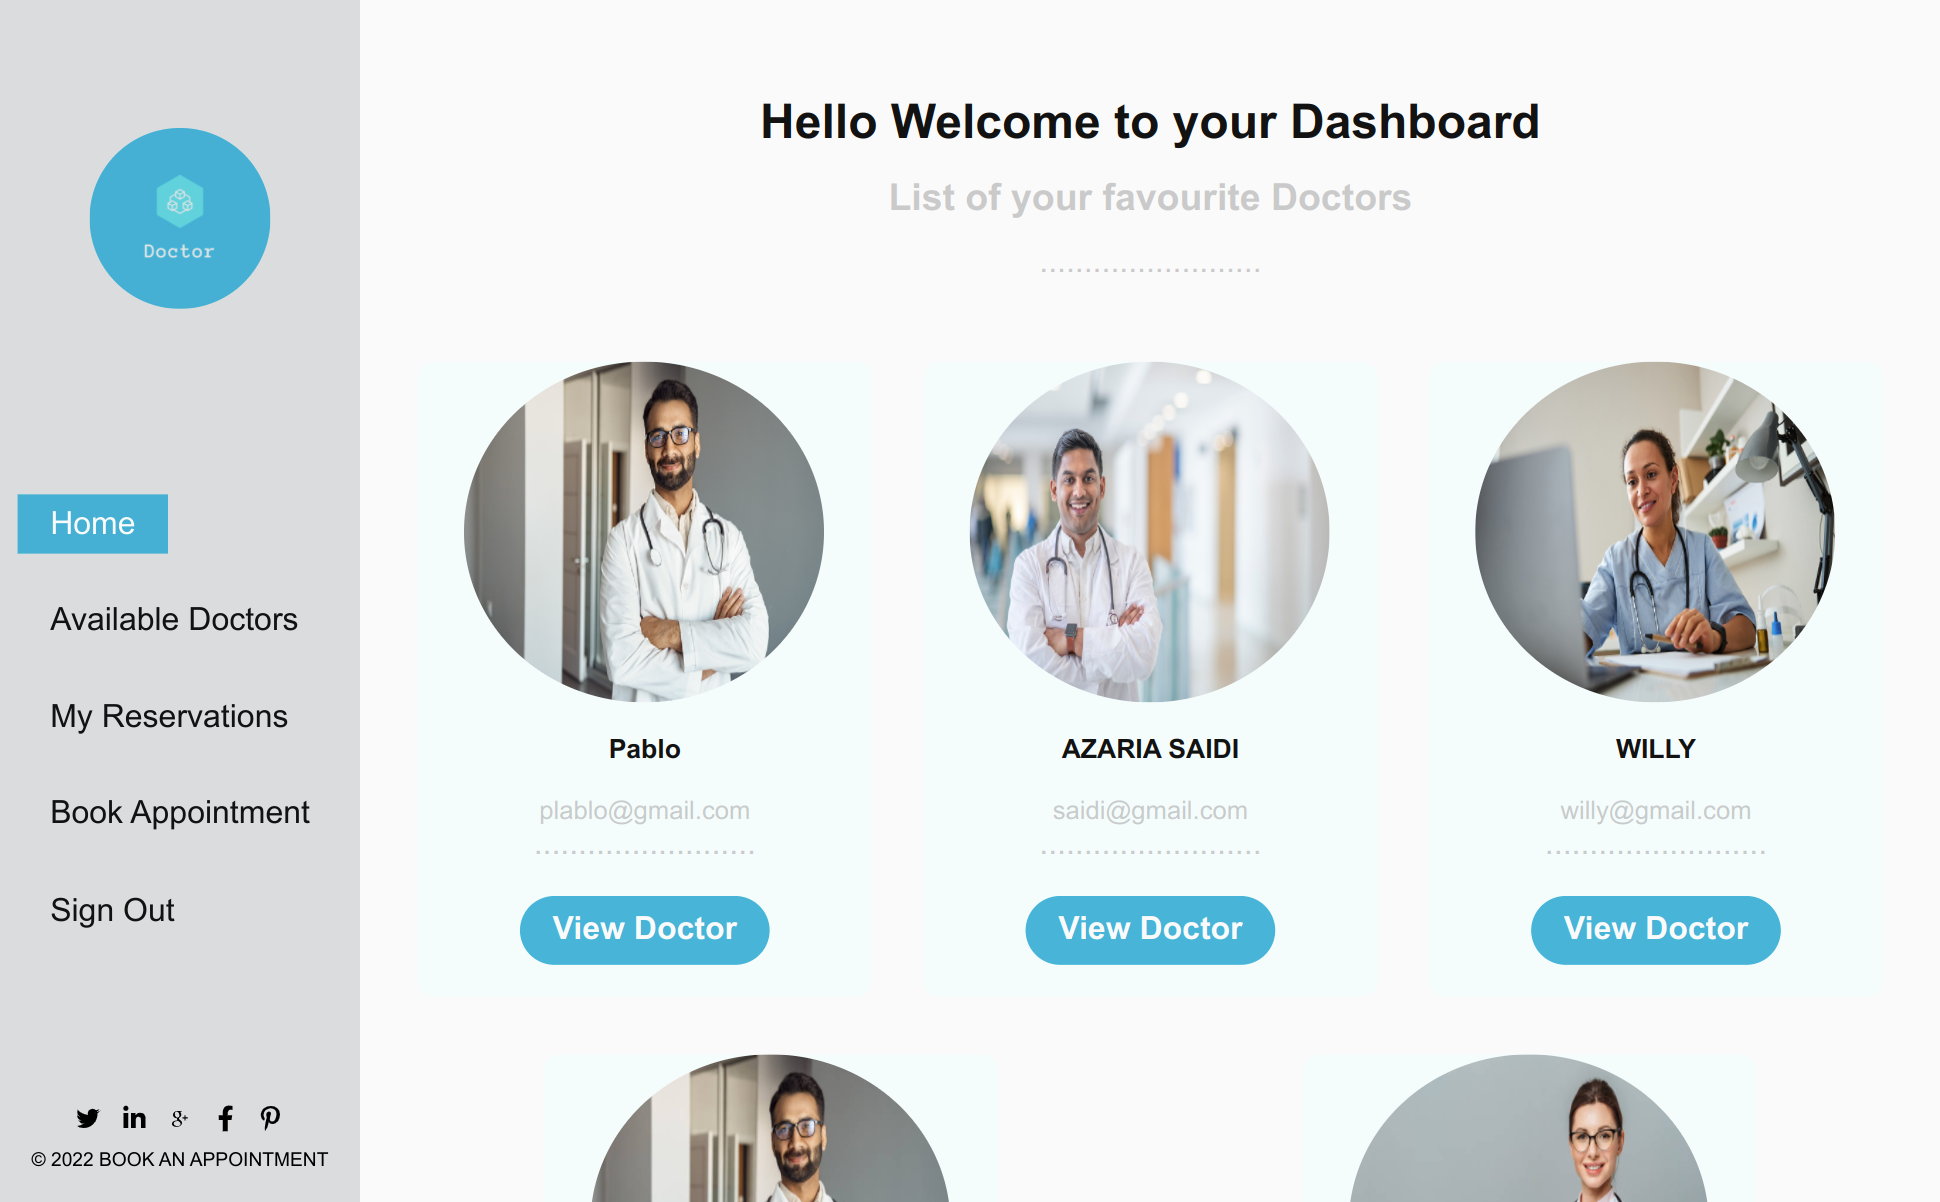 Doctor
Home
Available Doctors
My Reservations
Book Appointment
Sign Out
© 2022 BOOK AN APPOINTMENT
Hello Welcome to your Dashboard
List of your favourite Doctors
Pablo
plablo@gmail.com
View Doctor
AZARIA SAIDI
saidi@gmail.com
View Doctor
WILLY
willy@gmail.com
View Doctor